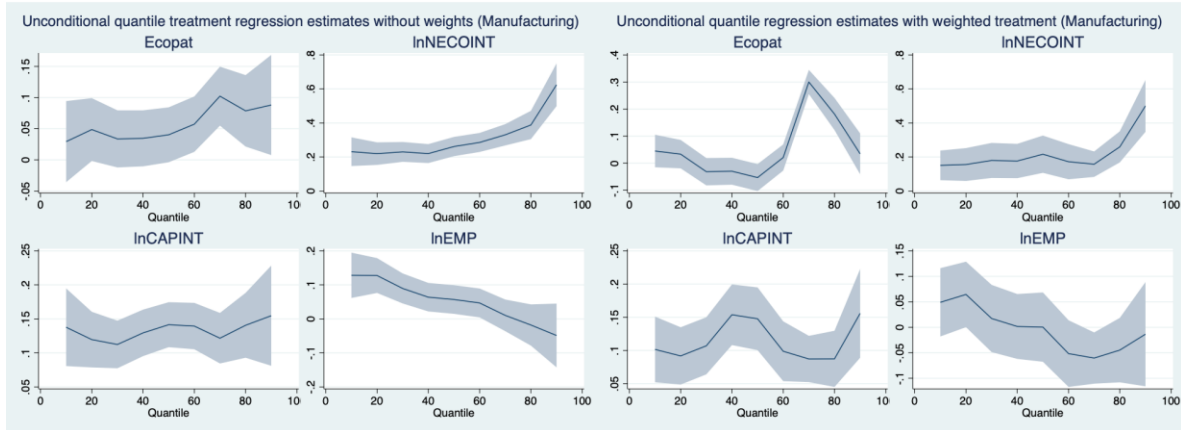 Unconditional quantile treatment regression estimates without weights (Manufacturing)
Ecopat
-.05 0 .05 .1 .15
0 20 40 60 80 100
Quantile
lnNECOINT
0 .2 .4 .6 .8
0 20 40 60 80 100
Quantile
lnCAPINT
.05 .1 .15 .2 .25
0 20 40 60 80 100
Quantile
lnEMP
-.2 -.1 0 .1 .2
0 20 40 60 80 100
Quantile
Unconditional quantile regression estimates with weighted treatment (Manufacturing)
Ecopat
-.1 0 .1 .2 .3 .4
0 20 40 60 80 100
Quantile
lnNECOINT
0 .2 .4 .6 .8
0 20 40 60 80 100
Quantile
lnCAPINT
.05 .1 .15 .2 .25
0 20 40 60 80 100
Quantile
lnEMP
-.1 -.05 0 .05 .1 .15
0 20 40 60 80 100
Quantile